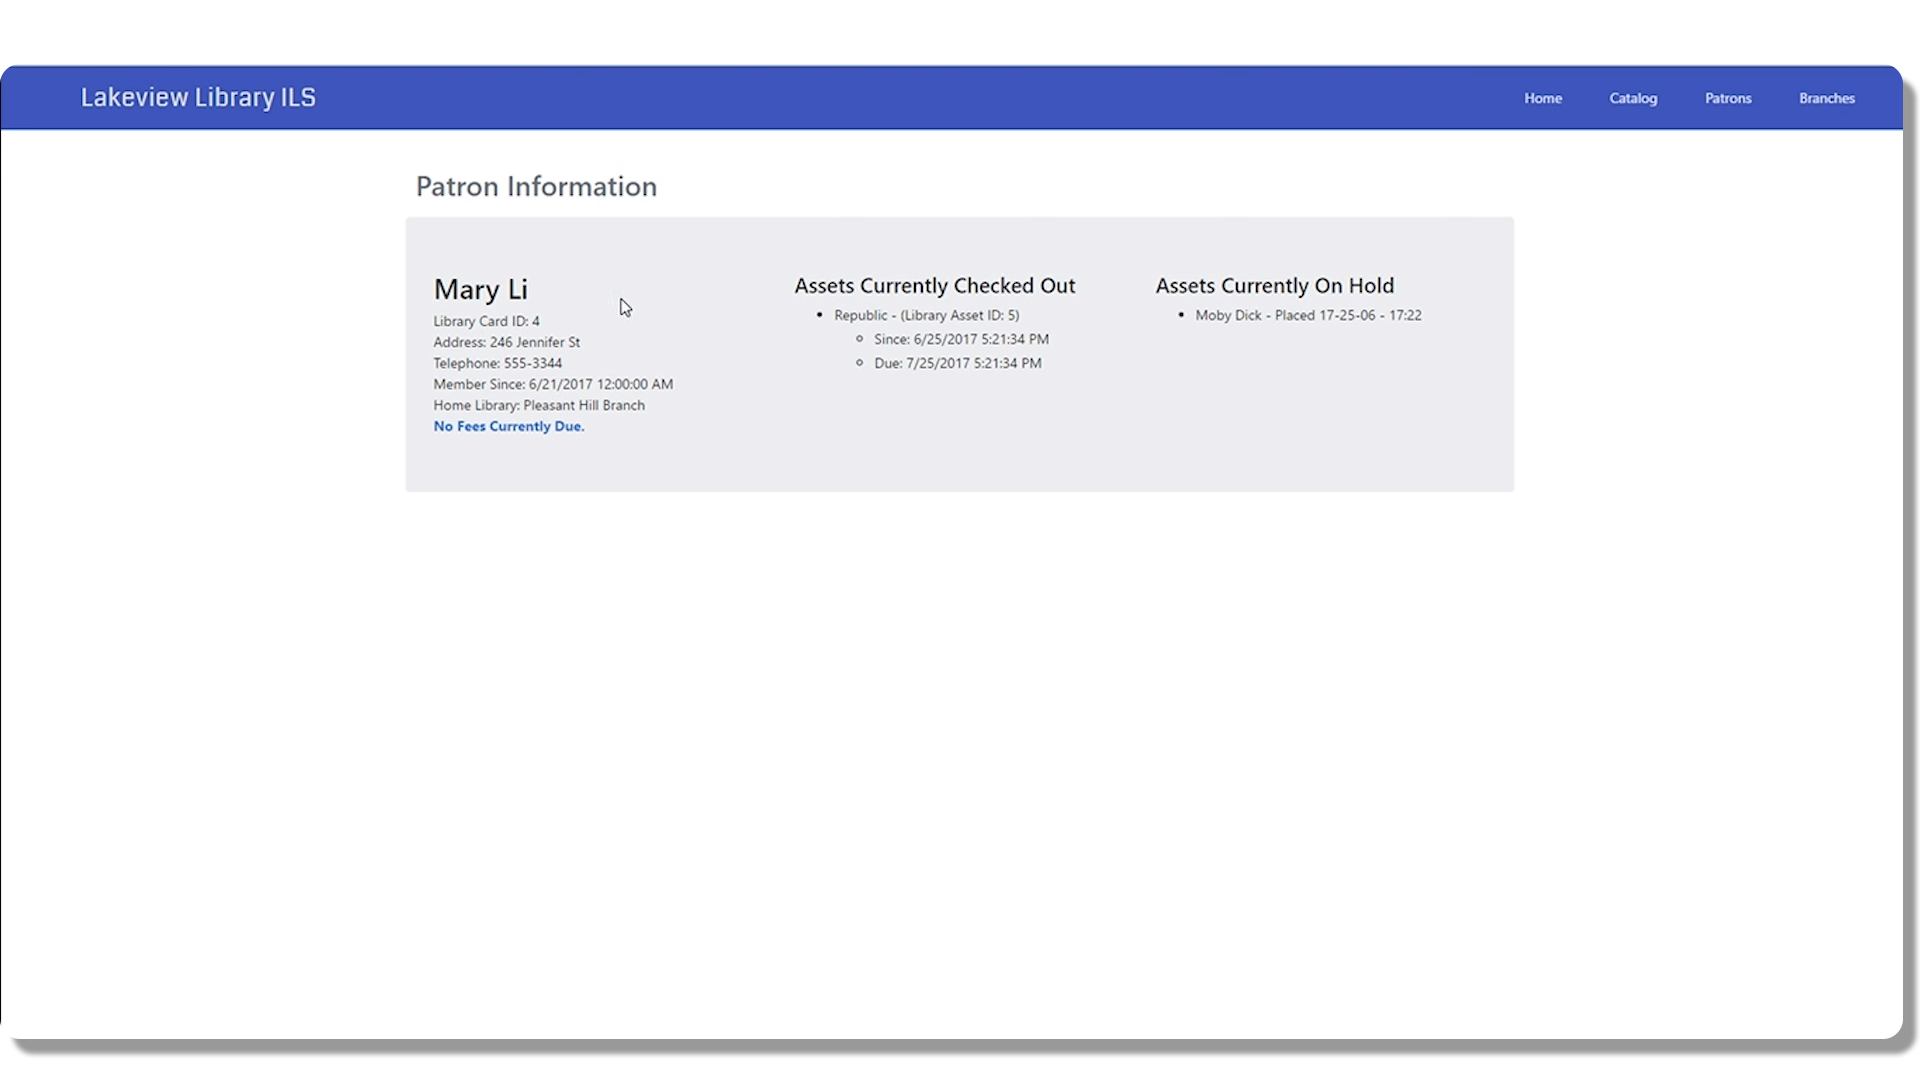 Lakeview Library ILS
Home
Catalog
Patrons
Branches
Patron Information
Mary Li
Library Card ID: 4
Address: 246 Jennifer St
Telephone: 555-3344
Member Since: 6/21/2017 12:00:00 AM
Home Library: Pleasant Hill Branch
No Fees Currently Due.
Assets Currently Checked Out
Republic - (Library Asset ID: 5)
Since: 6/25/2017 5:21:34 PM
Due: 7/25/2017 5:21:34 PM
Assets Currently On Hold
Moby Dick - Placed 17-25-06 - 17:22